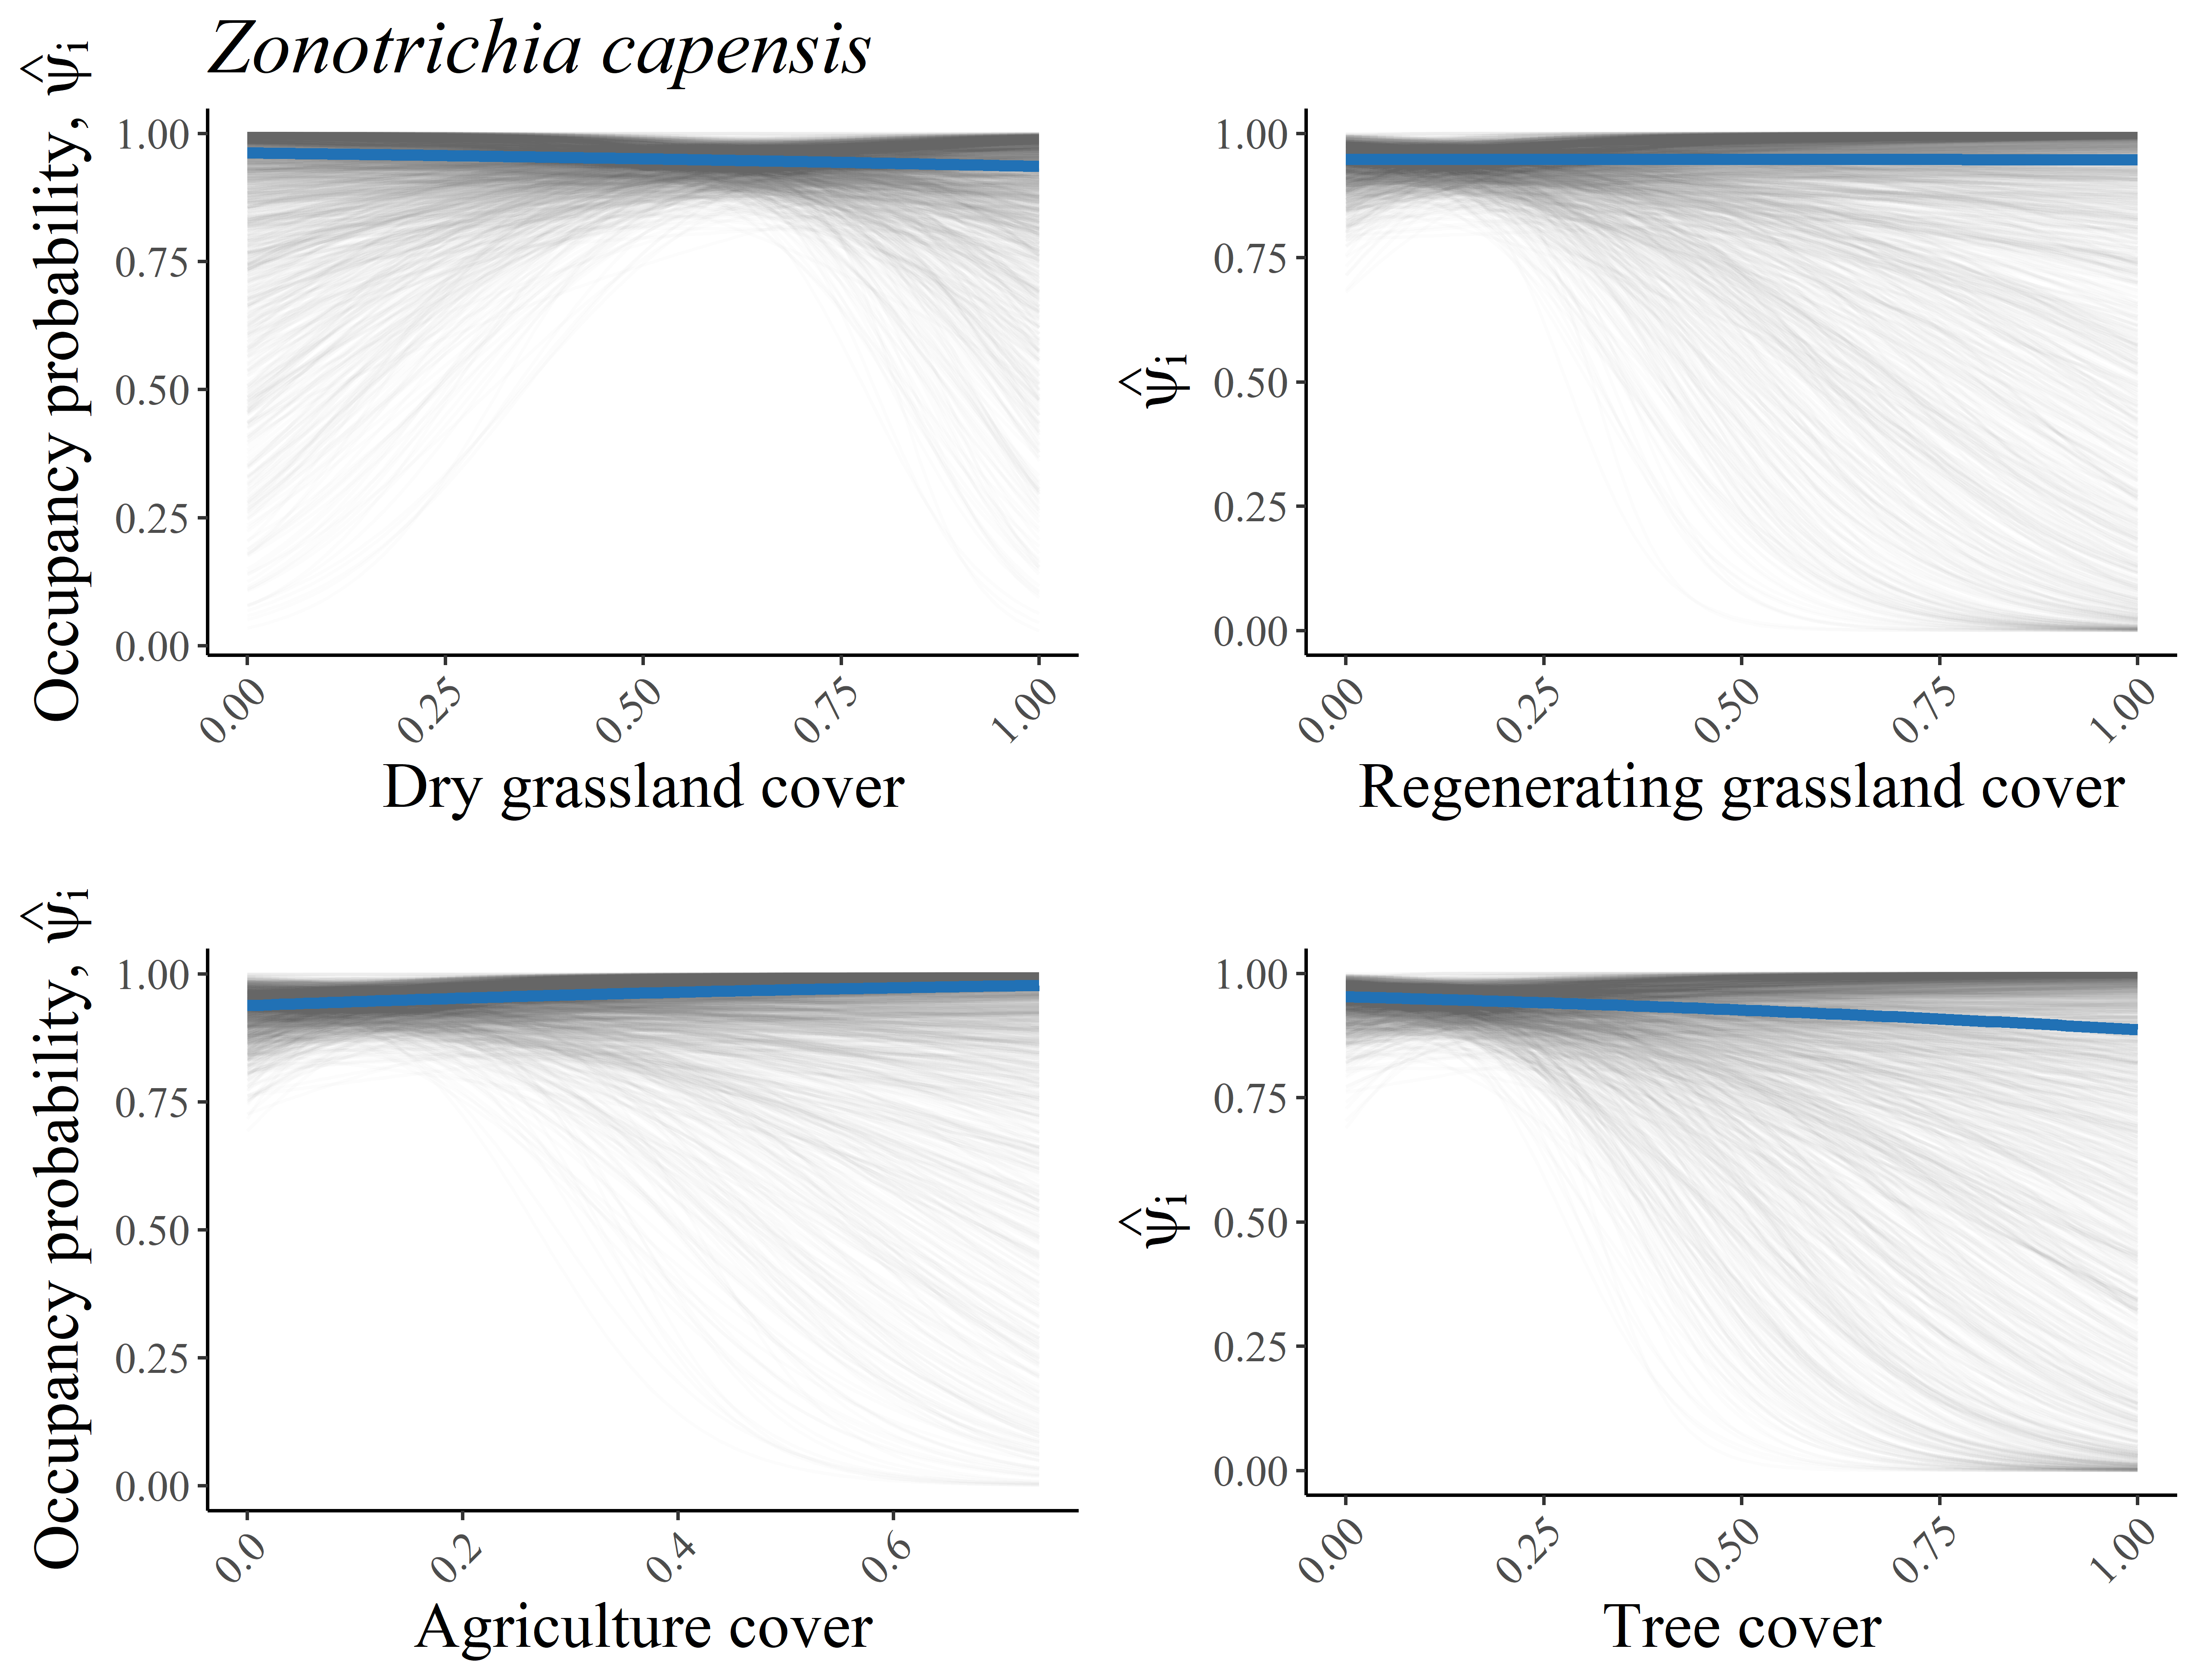 Zonotrichia capensis
Occupancy probability, ψ̂i
1.00
0.75
0.50
0.25
0.00
0.00 0.25 0.50 0.75 1.00
Dry grassland cover
ψ̂i
1.00
0.75
0.50
0.25
0.00
0.00 0.25 0.50 0.75 1.00
Regenerating grassland cover
Occupancy probability, ψ̂i
1.00
0.75
0.50
0.25
0.00
0.0 0.2 0.4 0.6
Agriculture cover
ψ̂i
1.00
0.75
0.50
0.25
0.00
0.00 0.25 0.50 0.75 1.00
Tree cover